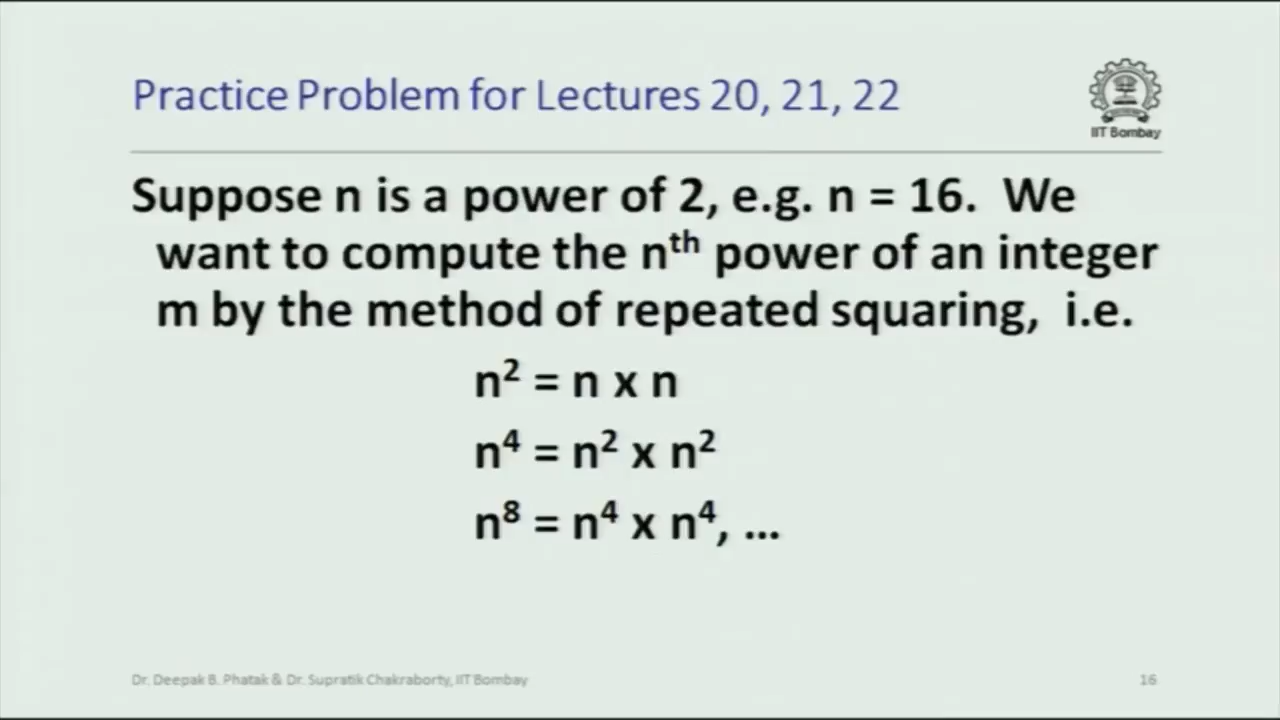 Practice Problem for Lectures 20, 21, 22
IIT Bombay
Suppose n is a power of 2, e.g. n = 16. We
want to compute the nᵗʰ power of an integer
m by the method of repeated squaring, i.e.
n² = n x n
n⁴ = n² x n²
n⁸ = n⁴ x n⁴, ...
Dr. Deepak B. Phatak & Dr. Supratik Chakraborty, IIT Bombay
16